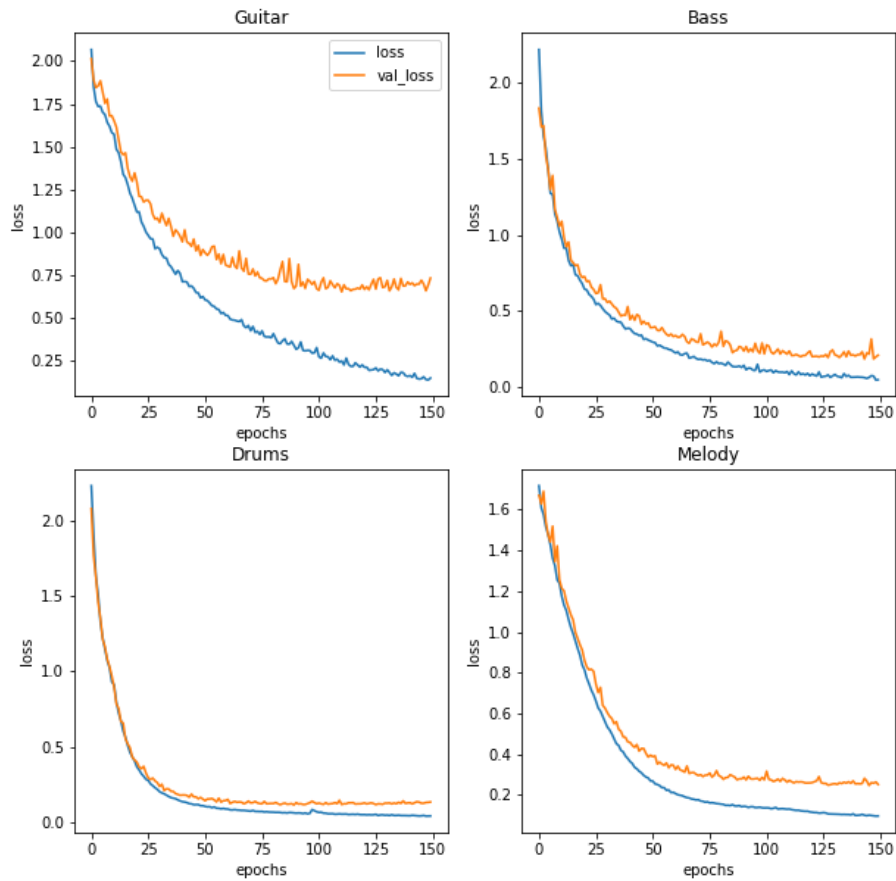 Guitar
loss
val_loss
2.00
1.75
1.50
1.25
1.00
0.75
0.50
0.25
loss
0 25 50 75 100 125 150
epochs
Bass
2.0
1.5
1.0
0.5
0.0
loss
0 25 50 75 100 125 150
epochs
Drums
2.0
1.5
1.0
0.5
0.0
loss
0 25 50 75 100 125 150
epochs
Melody
1.6
1.4
1.2
1.0
0.8
0.6
0.4
0.2
loss
0 25 50 75 100 125 150
epochs